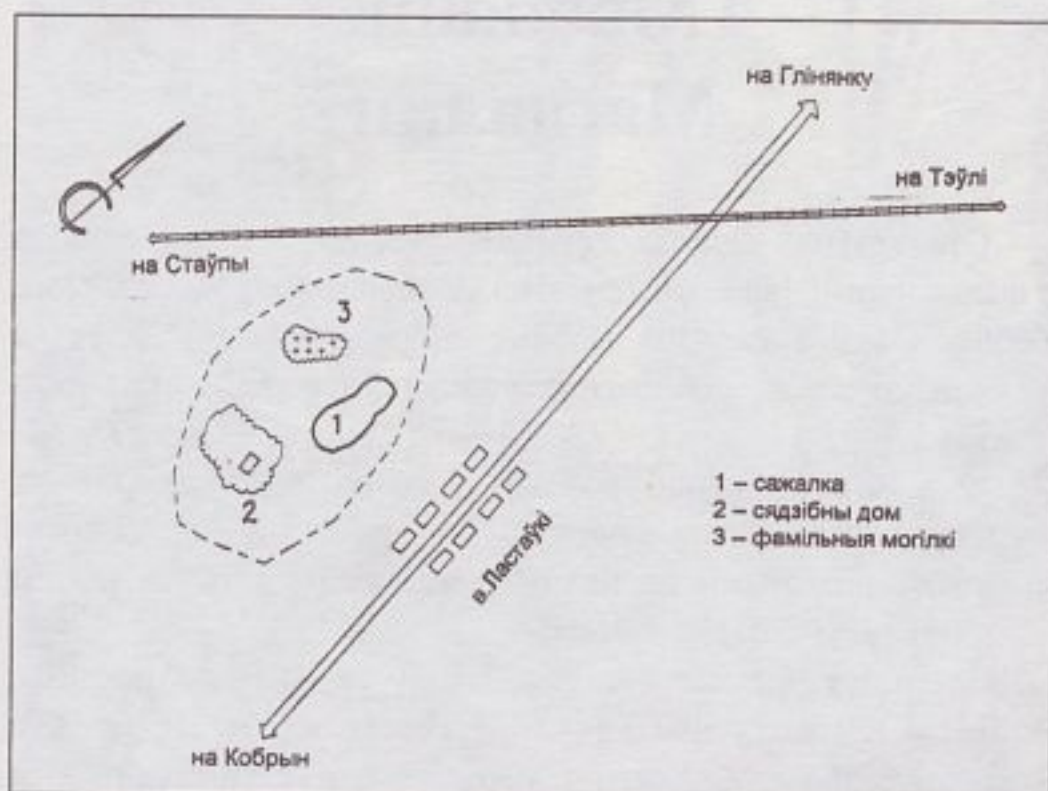 на Глінянку
на Тэўлі
на Стаўпы
3
1
2
в.Ластаўкі
1 – сажалка
2 – сядзібны дом
3 – фамільныя могілкі
на Кобрын